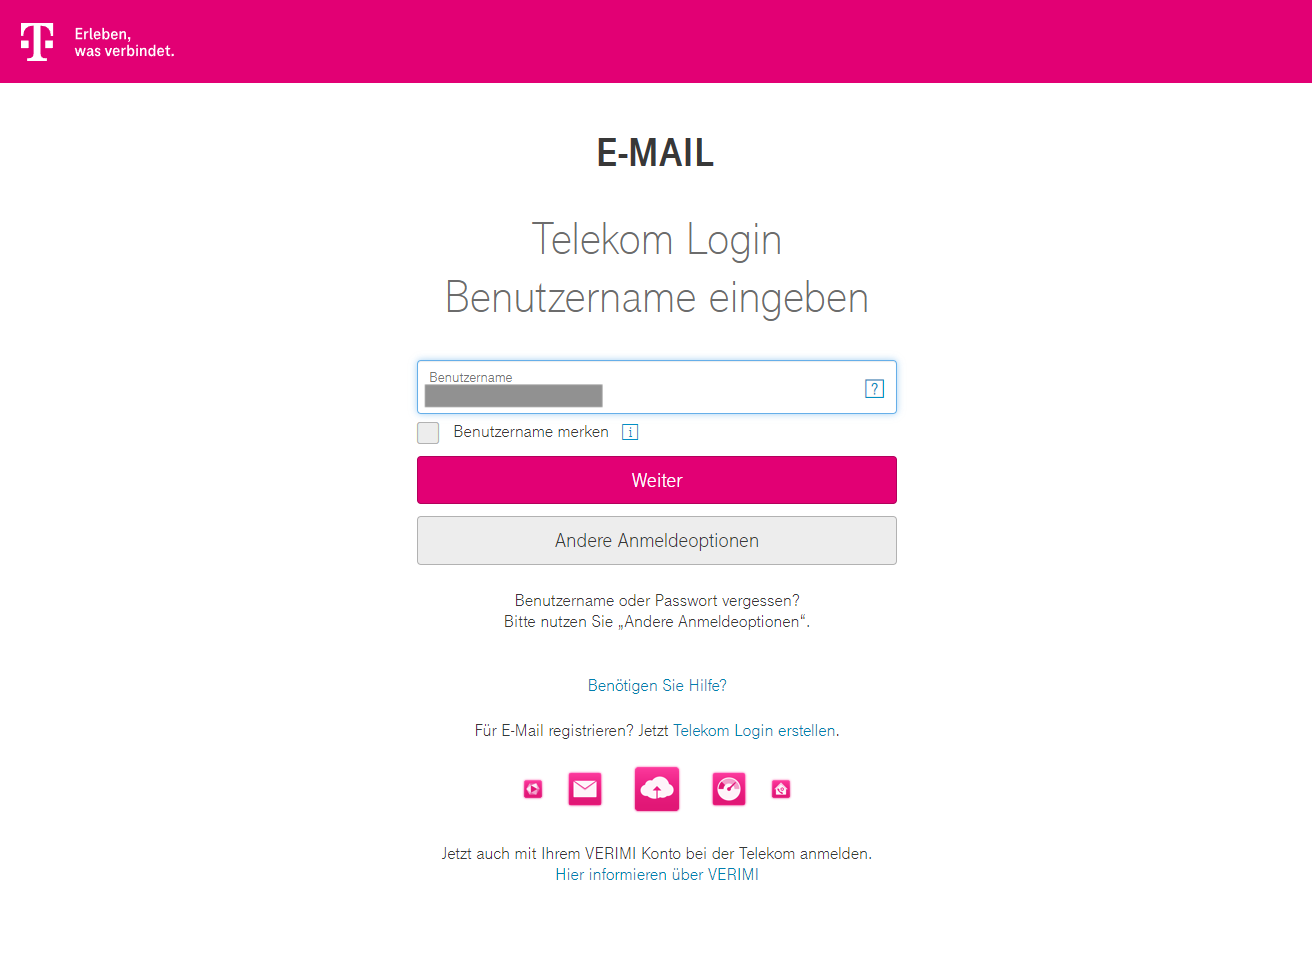 Erleben,
was verbindet.
E-MAIL
Telekom Login
Benutzername eingeben
Benutzername
Benutzername merken
Weiter
Andere Anmeldeoptionen
Benutzername oder Passwort vergessen?
Bitte nutzen Sie „Andere Anmeldeoptionen“.
Benötigen Sie Hilfe?
Für E-Mail registrieren? Jetzt Telekom Login erstellen.
Jetzt auch mit Ihrem VERIMI Konto bei der Telekom anmelden.
Hier informieren über VERIMI